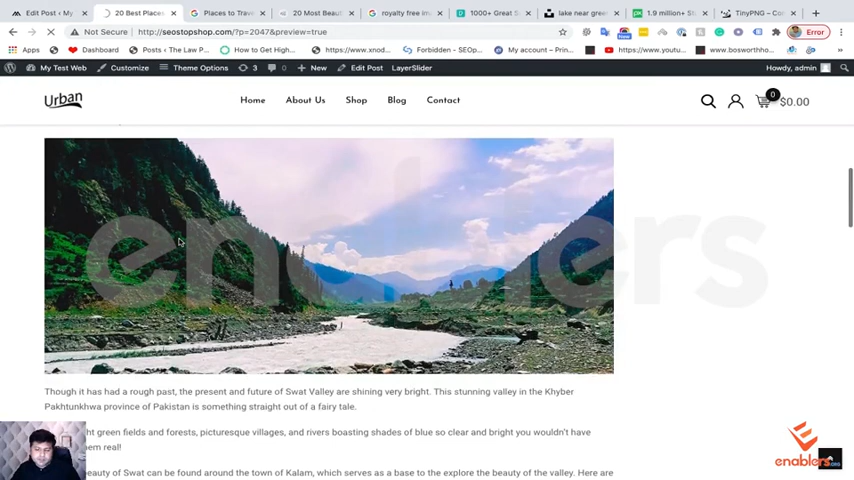 Edit Post ‹ M
20 Best Places
Places to Trave
20 Most Beaut
royalty free im
1000+ Great S
lake near green
1.9 million+ St
TinyPNG – Co
Not Secure
http://seostopshop.com/?p=2047&preview=true
New
Error
Apps
Dashboard
Posts ‹ The Law P...
How to Get High...
https://www.xnod...
Forbidden – SEOp...
My account – Prin...
https://www.youtu...
www.bosworthho...
My Test Web
Customize
Theme Options
3
0
New
Edit Post
LayerSlider
Howdy, admin
Urban
Home
About Us
Shop
Blog
Contact
0
$0.00
enablers
Though it has had a rough past, the present and future of Swat Valley are shining very bright. This stunning valley in the Khyber
Pakhtunkhwa province of Pakistan is something straight out of a fairy tale.
ht green fields and forests, picturesque villages, and rivers boasting shades of blue so clear and bright you wouldn't have
em real!
eauty of Swat can be found around the town of Kalam, which serves as a base to the explore the beauty of the valley. Here are
enablers